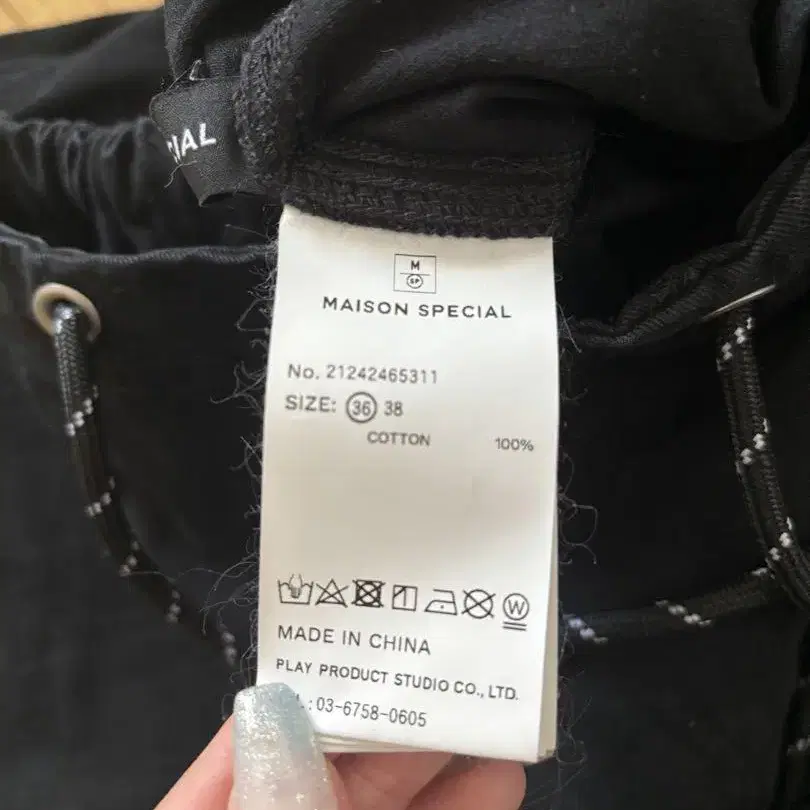 CIAL
M
SP
MAISON SPECIAL
No. 21242465311
SIZE: 36 38
COTTON 100%
W
MADE IN CHINA
PLAY PRODUCT STUDIO CO., LTD.
.:03-6758-0605